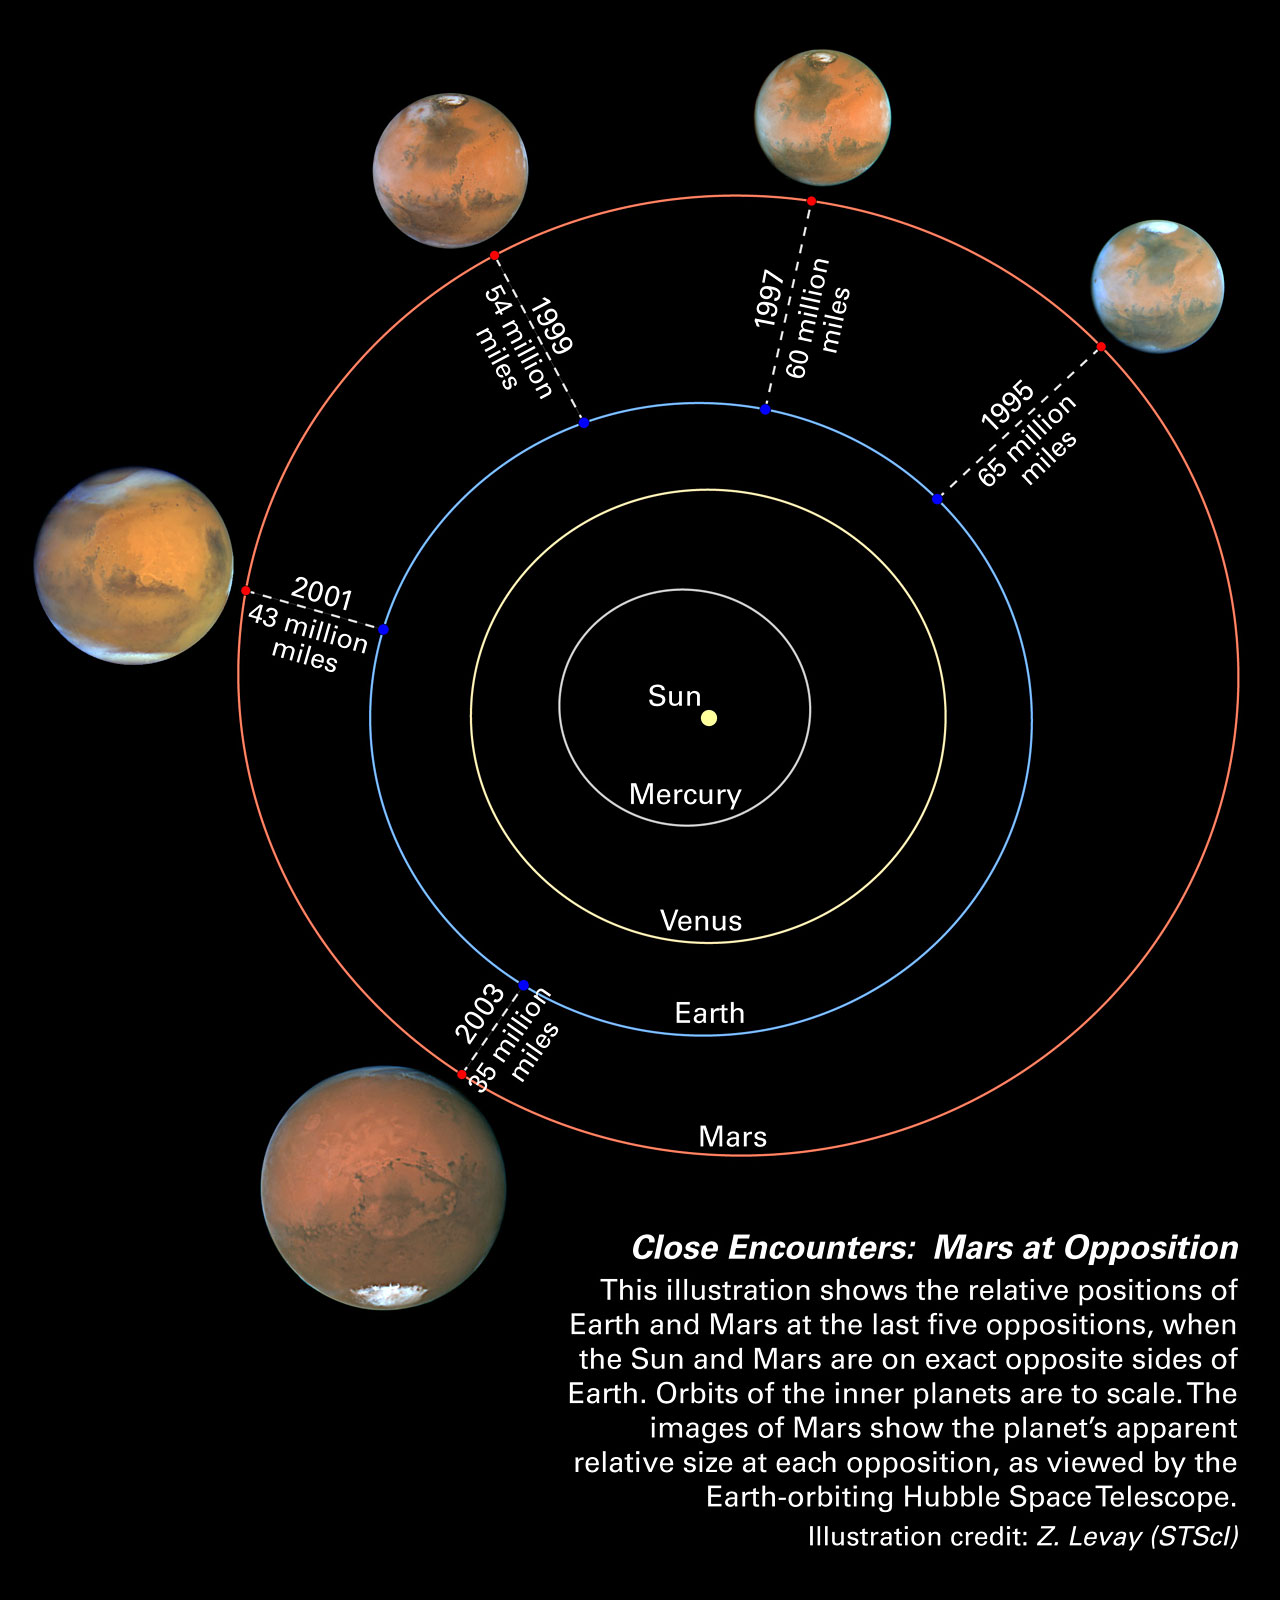 1999
54 million
miles
1997
60 million
miles
1995
65 million
miles
2001
43 million
miles
Sun
Mercury
Venus
Earth
Mars
2003
35 million
miles
Close Encounters: Mars at Opposition
This illustration shows the relative positions of
Earth and Mars at the last five oppositions, when
the Sun and Mars are on exact opposite sides of
Earth. Orbits of the inner planets are to scale. The
images of Mars show the planet's apparent
relative size at each opposition, as viewed by the
Earth-orbiting Hubble Space Telescope.
Illustration credit: Z. Levay (STScI)